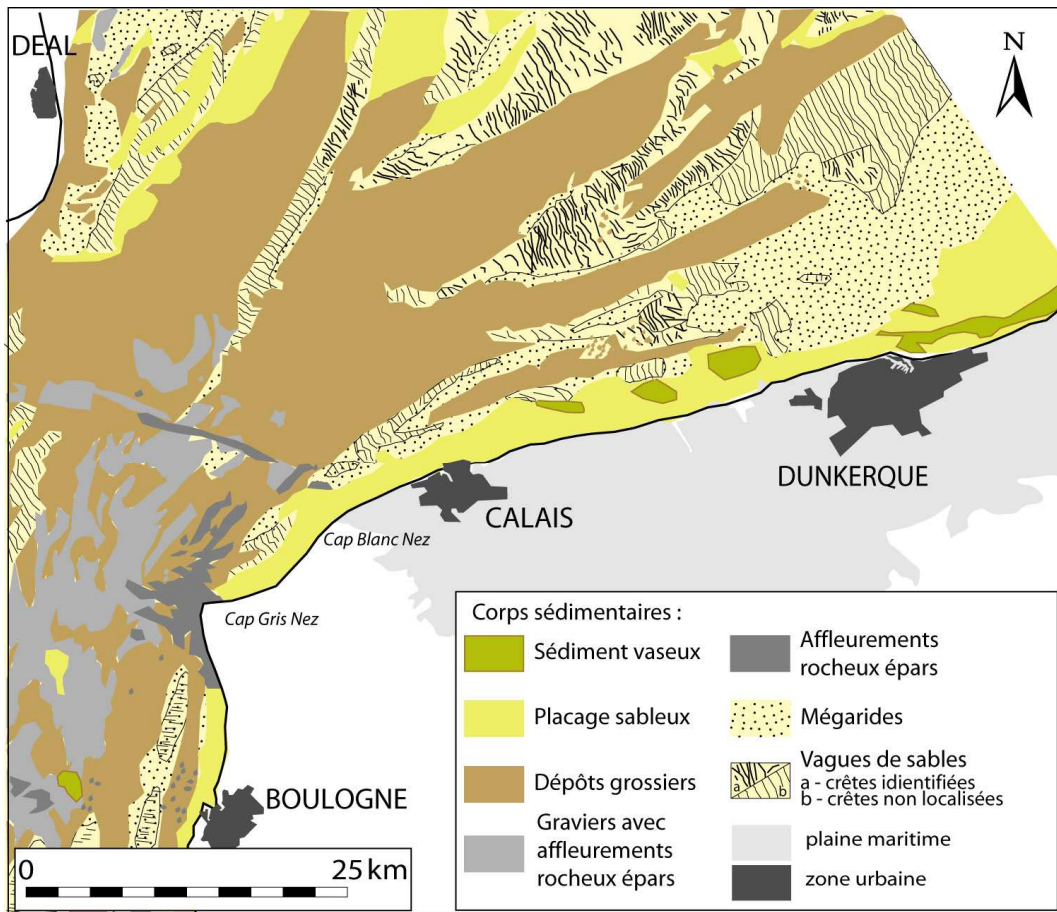 DEAL
N
DUNKERQUE
CALAIS
Cap Blanc Nez
Cap Gris Nez
BOULOGNE
Corps sédimentaires :
Sédiment vaseux
Placage sableux
Dépôts grossiers
Graviers avec
affleurements
rocheux épars
Affleurements
rocheux épars
Mégarides
Vagues de sables
a - crêtes identifiées
b - crêtes non localisées
a
b
plaine maritime
zone urbaine
0
25 km